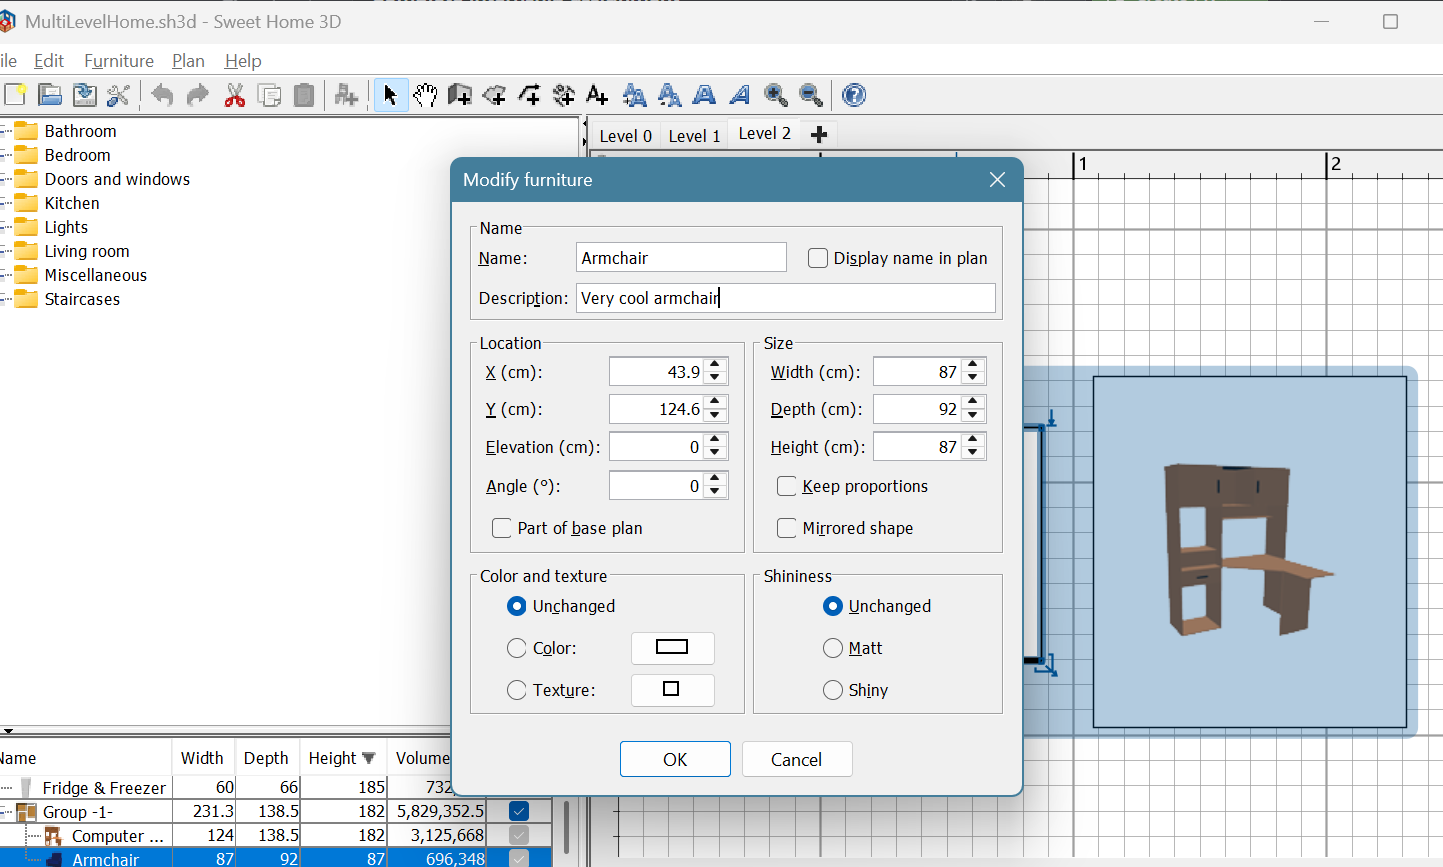 MultiLevelHome.sh3d - Sweet Home 3D
ile Edit Furniture Plan Help
Bathroom
Bedroom
Doors and windows
Kitchen
Lights
Living room
Miscellaneous
Staircases
Level 0 Level 1 Level 2
1 2
Modify furniture
Name
Name: Armchair Display name in plan
Description: Very cool armchair
Location
X (cm): 43.9
Y (cm): 124.6
Elevation (cm): 0
Angle (°): 0
Part of base plan
Size
Width (cm): 87
Depth (cm): 92
Height (cm): 87
Keep proportions
Mirrored shape
Color and texture
Unchanged
Color:
Texture:
Shininess
Unchanged
Matt
Shiny
OK Cancel
ame Width Depth Height Volume
Fridge & Freezer 60 66 185 732,
Group -1- 231.3 138.5 182 5,829,352.5
Computer ... 124 138.5 182 3,125,668
Armchair 87 92 87 696,348